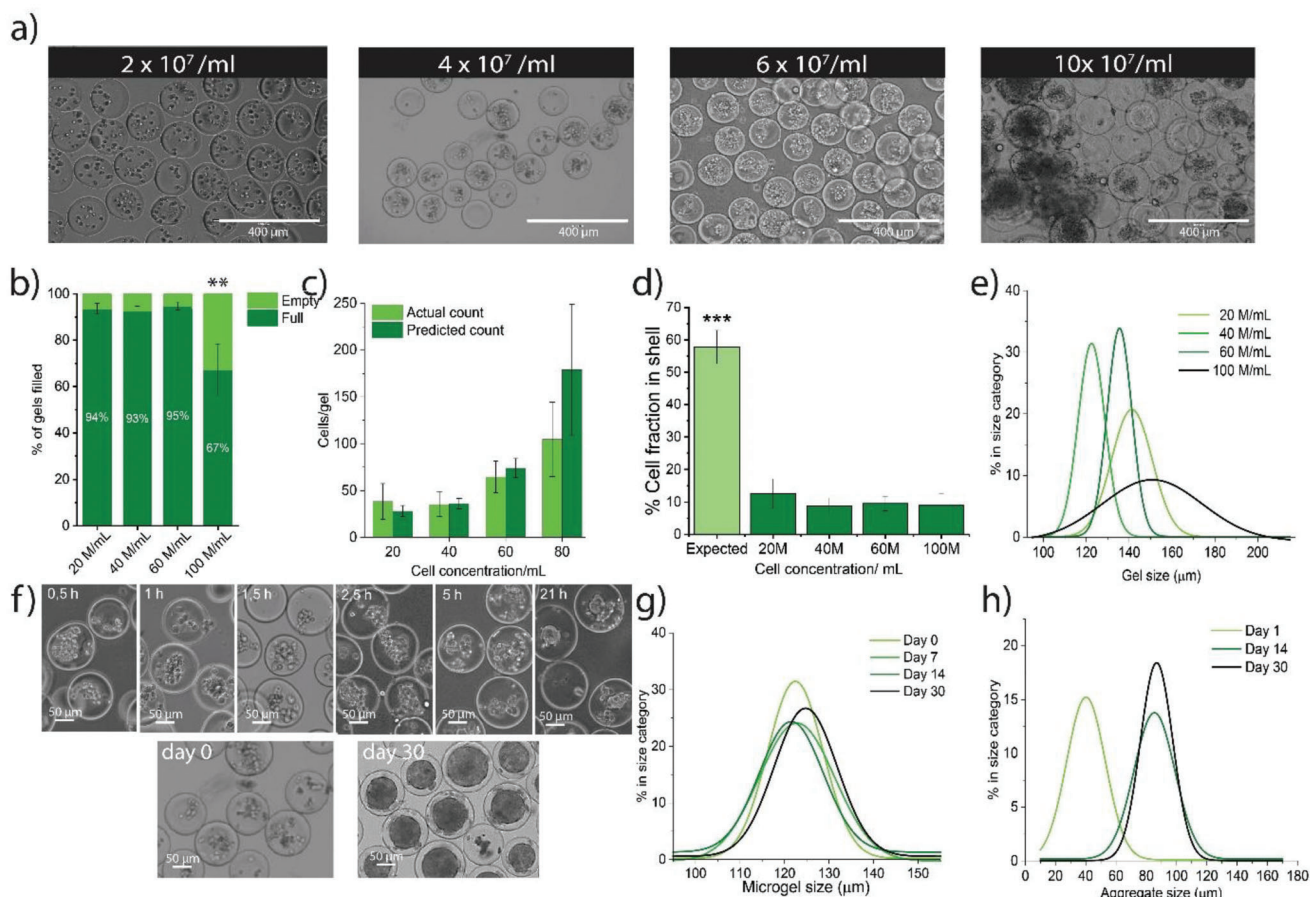 a)
2 x 10⁷/ml
4 x 10⁷/ml
6 x 10⁷/ml
10x 10⁷/ml
400 µm
400 µm
400 µm
400 µm
b)
**
% of gels filled
100
80
60
40
20
0
94%
93%
95%
67%
Empty
Full
20 M/mL
40 M/mL
60 M/mL
100 M/mL
c)
Cells/gel
250
200
150
100
50
0
Actual count
Predicted count
20
40
60
80
Cell concentration/mL
d)
% Cell fraction in shell
70
60
50
40
30
20
10
0
***
Expected
20M
40M
60M
100M
Cell concentration/ mL
e)
% in size category
40
30
20
10
0
20 M/mL
40 M/mL
60 M/mL
100 M/mL
100
120
140
160
180
200
Gel size (µm)
f)
0,5 h
1 h
1,5 h
2,5 h
5 h
21 h
50 µm
50 µm
50 µm
50 µm
50 µm
50 µm
day 0
day 30
50 µm
50 µm
g)
% in size category
40
30
20
10
0
Day 0
Day 7
Day 14
Day 30
100
110
120
130
140
150
Microgel size (µm)
h)
% in size category
20
15
10
5
0
Day 1
Day 14
Day 30
0
20
40
60
80
100
120
140
160
180
Aggregate size (µm)